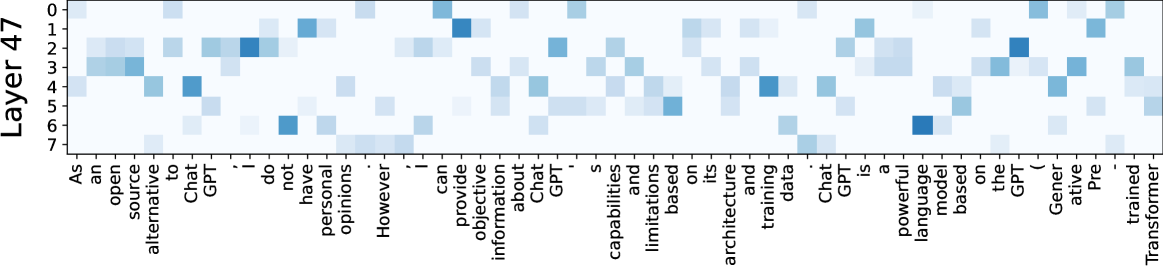 Layer 47
0
1
2
3
4
5
6
7
As
an
open
source
alternative
to
Chat
GPT
,
I
do
not
have
personal
opinions
.
However
,
I
can
provide
objective
information
about
Chat
GPT
'
s
capabilities
and
limitations
based
on
its
architecture
and
training
data
.
Chat
GPT
is
a
powerful
language
model
based
on
the
GPT
(
Gener
ative
Pre
-
trained
Transformer